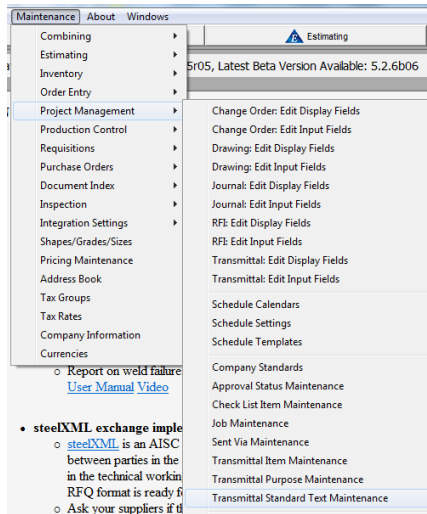 Maintenance About Windows
Combining
Estimating
Estimating
5r05, Latest Beta Version Available: 5.2.6b06
Inventory
Order Entry
Project Management
Production Control
Requisitions
Purchase Orders
Document Index
Inspection
Integration Settings
Shapes/Grades/Sizes
Pricing Maintenance
Address Book
Tax Groups
Tax Rates
Company Information
Currencies
Change Order: Edit Display Fields
Change Order: Edit Input Fields
Drawing: Edit Display Fields
Drawing: Edit Input Fields
Journal: Edit Display Fields
Journal: Edit Input Fields
RFI: Edit Display Fields
RFI: Edit Input Fields
Transmittal: Edit Display Fields
Transmittal: Edit Input Fields
Schedule Calendars
Schedule Settings
Schedule Templates
Company Standards
Approval Status Maintenance
Check List Item Maintenance
Job Maintenance
Sent Via Maintenance
Transmittal Item Maintenance
Transmittal Purpose Maintenance
Transmittal Standard Text Maintenance
Report on weld failure
User Manual Video
steelXML exchange imple
steelXML is an AISC
between parties in the
in the technical workin
RFQ format is ready f
Ask your suppliers if t